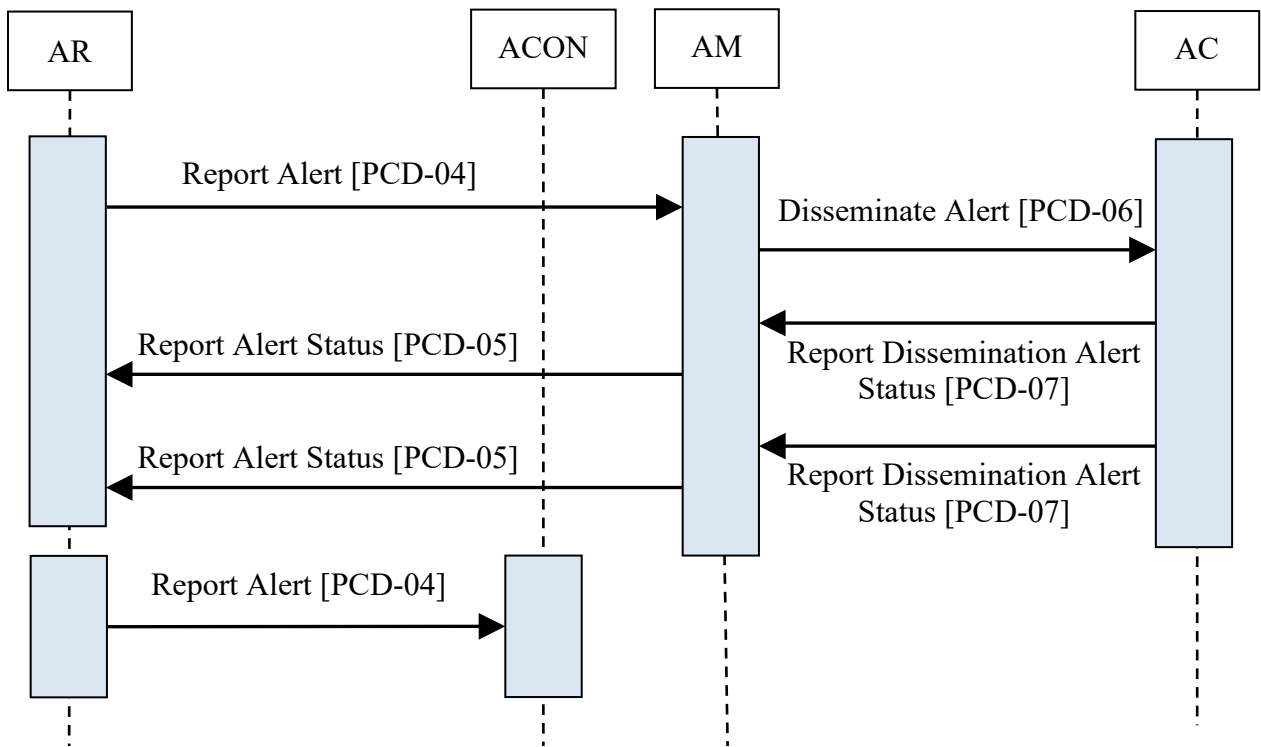 AR
ACON
AM
AC
Report Alert [PCD-04]
Disseminate Alert [PCD-06]
Report Alert Status [PCD-05]
Report Dissemination Alert
Status [PCD-07]
Report Alert Status [PCD-05]
Report Dissemination Alert
Status [PCD-07]
Report Alert [PCD-04]